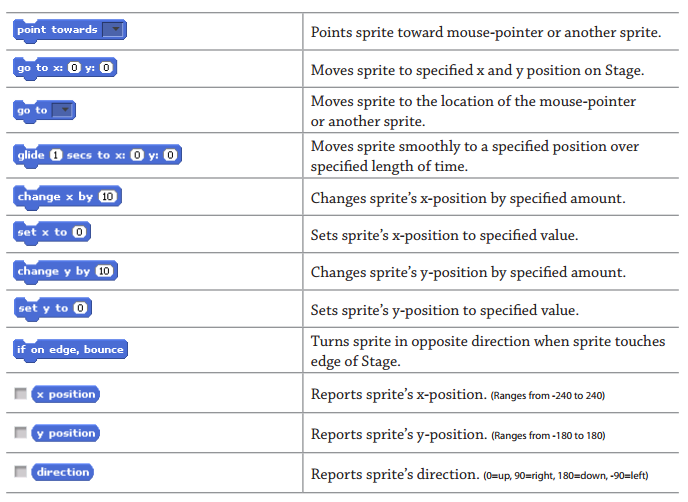 point towards
Points sprite toward mouse-pointer or another sprite.
go to x: 0 y: 0
Moves sprite to specified x and y position on Stage.
go to
Moves sprite to the location of the mouse-pointer
or another sprite.
glide 1 secs to x: 0 y: 0
Moves sprite smoothly to a specified position over
specified length of time.
change x by 10
Changes sprite's x-position by specified amount.
set x to 0
Sets sprite's x-position to specified value.
change y by 10
Changes sprite's y-position by specified amount.
set y to 0
Sets sprite's y-position to specified value.
if on edge, bounce
Turns sprite in opposite direction when sprite touches
edge of Stage.
x position
Reports sprite's x-position. (Ranges from -240 to 240)
y position
Reports sprite's y-position. (Ranges from -180 to 180)
direction
Reports sprite's direction. (0=up, 90=right, 180=down, -90=left)